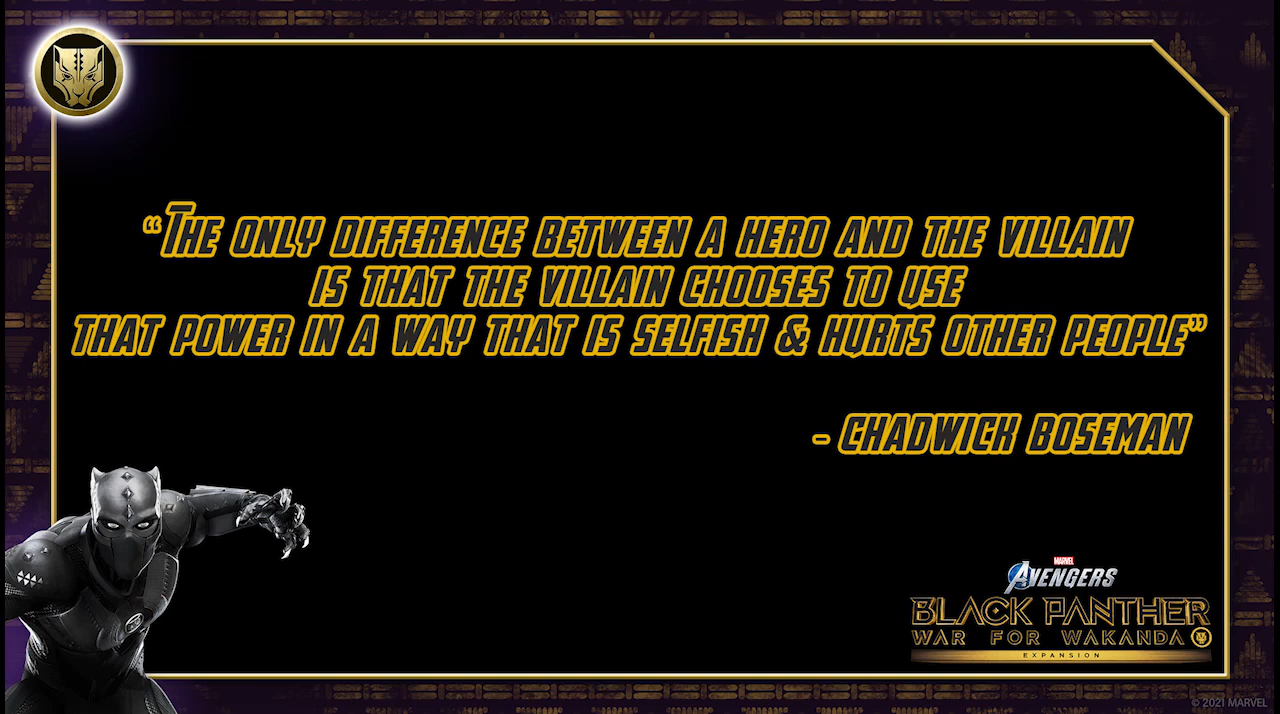 “The only difference between a hero and the villain
is that the villain chooses to use
that power in a way that is selfish & hurts other people”
- Chadwick Boseman
MARVEL
AVENGERS
BLACK PANTHER
WAR FOR WAKANDA
EXPANSION
© 2021 MARVEL